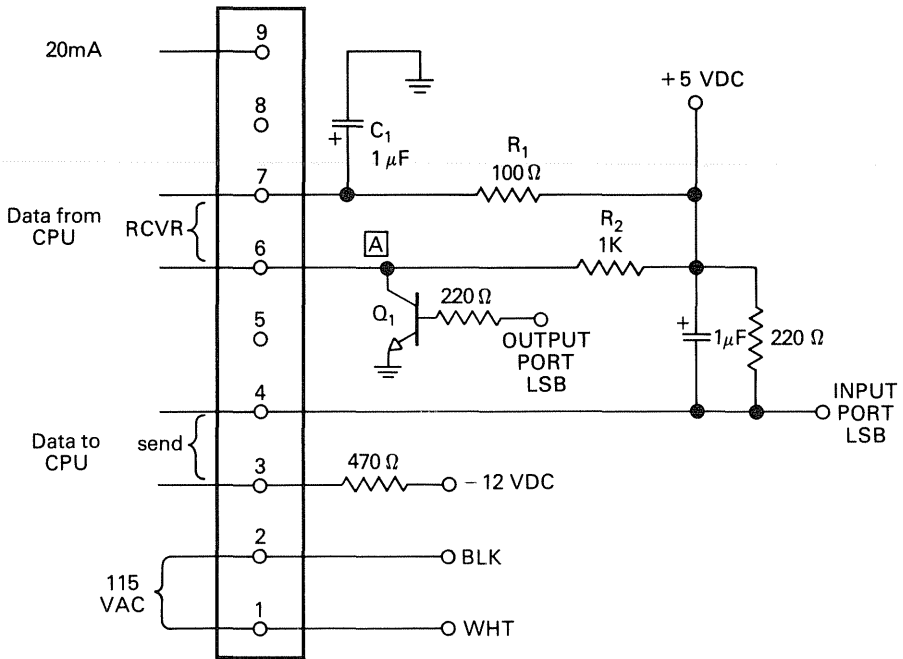 20mA
9
8
+
C1
1 μF
+5 VDC
R1
100 Ω
7
Data from
CPU
RCVR
6
A
R2
1K
Q1
220 Ω
OUTPUT
PORT
LSB
5
+
1μF
220 Ω
4
INPUT
PORT
LSB
Data to
CPU
send
3
470 Ω
− 12 VDC
2
BLK
115
VAC
1
WHT